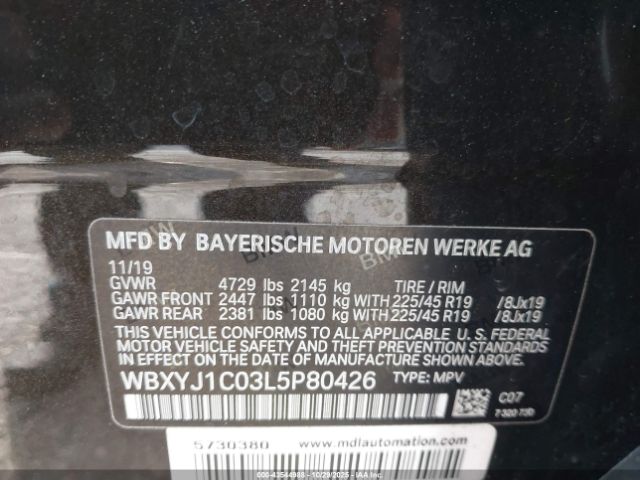 MFD BY BAYERISCHE MOTOREN WERKE AG
11/19
GVWR 4729 lbs 2145 kg TIRE / RIM
GAWR FRONT 2447 lbs 1110 kg WITH 225/45 R19 /8Jx19
GAWR REAR 2381 lbs 1080 kg WITH 225/45 R19 /8Jx19
THIS VEHICLE CONFORMS TO ALL APPLICABLE U. S. FEDERAL
MOTOR VEHICLE SAFETY AND THEFT PREVENTION STANDARDS
IN EFFECT ON THE DATE OF MANUFACTURE SHOWN ABOVE.
WBXYJ1C03L5P80426 TYPE: MPV
C07
5730380 www.mdlautomation.com
000-43544988 | 10/29/2025 - IAA Inc.